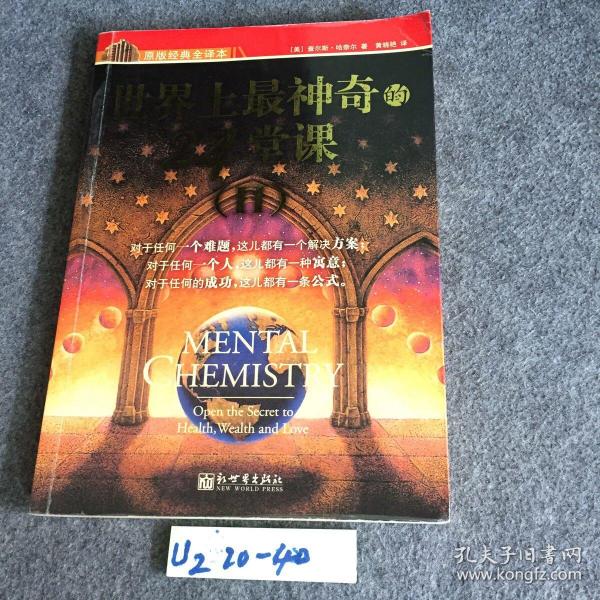 原版经典全译本
[美] 查尔斯·哈奈尔 著 黄晓艳 译
世界上最神奇的
24堂课
(II)
对于任何一个难题,这儿都有一个解决方案;
对于任何一个人,这儿都有一种寓意;
对于任何的成功,这儿都有一条公式。
MENTAL
CHEMISTRY
Open the Secret to
Health, Wealth and Love
新世界出版社
NEW WORLD PRESS
U2 20-40
孔夫子旧书网
www.kongfz.com